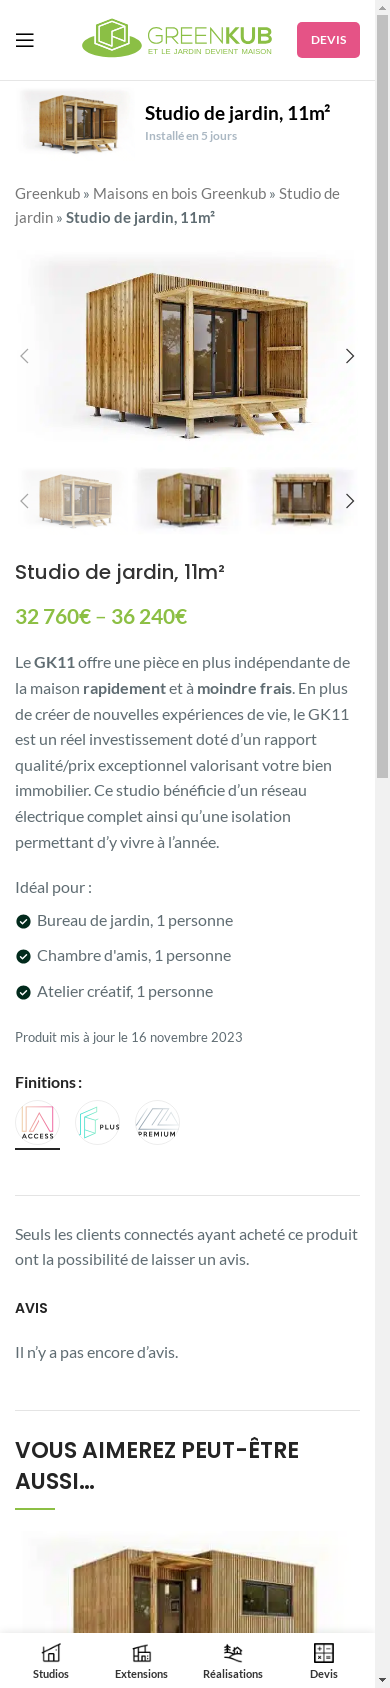 GREENKUB
ET LE JARDIN DEVIENT MAISON
DEVIS
Studio de jardin, 11m²
Installé en 5 jours
Greenkub » Maisons en bois Greenkub » Studio de
jardin » Studio de jardin, 11m²
Studio de jardin, 11m²
32 760€ – 36 240€
Le GK11 offre une pièce en plus indépendante de
la maison rapidement et à moindre frais. En plus
de créer de nouvelles expériences de vie, le GK11
est un réel investissement doté d’un rapport
qualité/prix exceptionnel valorisant votre bien
immobilier. Ce studio bénéficie d’un réseau
électrique complet ainsi qu’une isolation
permettant d’y vivre à l’année.
Idéal pour :
Bureau de jardin, 1 personne
Chambre d'amis, 1 personne
Atelier créatif, 1 personne
Produit mis à jour le 16 novembre 2023
Finitions :
ACCESS
PLUS
PREMIUM
Seuls les clients connectés ayant acheté ce produit
ont la possibilité de laisser un avis.
AVIS
Il n’y a pas encore d’avis.
VOUS AIMEREZ PEUT-ÊTRE
AUSSI…
Studios
Extensions
Réalisations
Devis